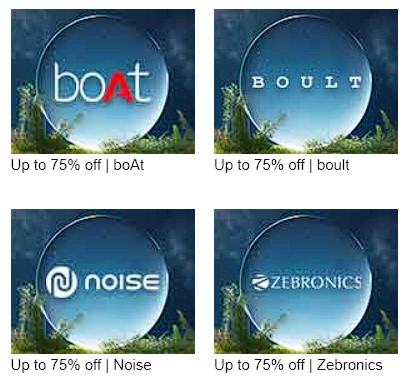 boAt
BOULT
Up to 75% off | boAt
Up to 75% off | boult
noise
ZEBRONICS
Up to 75% off | Noise
Up to 75% off | Zebronics